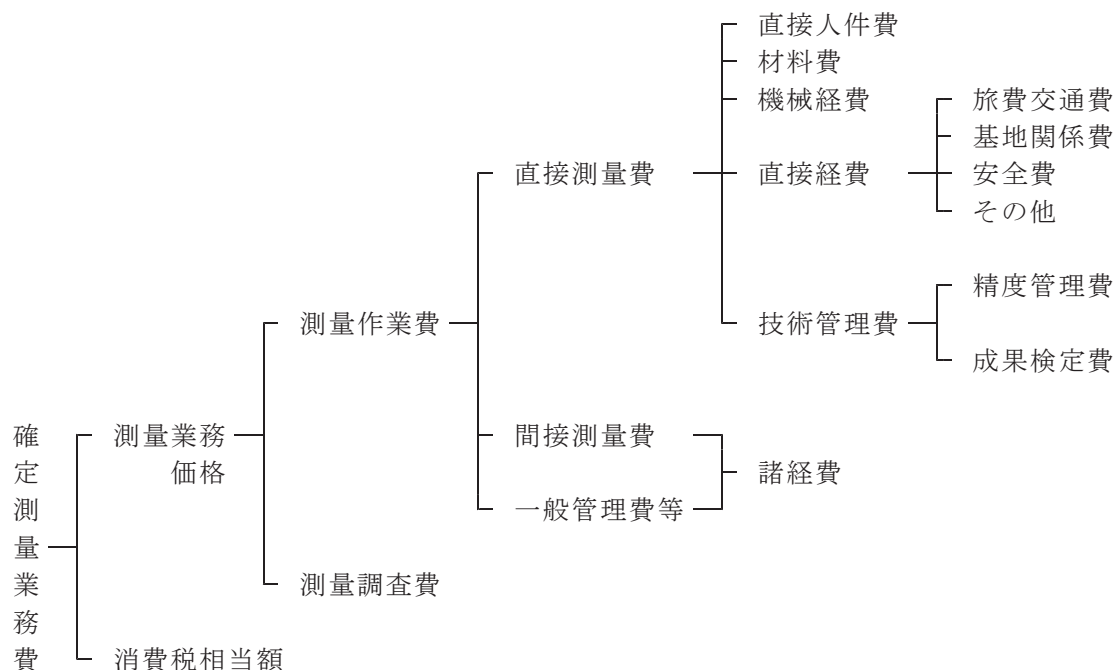 直接人件費
材料費
機械経費
旅費交通費
基地関係費
直接測量費
直接経費
安全費
その他
精度管理費
測量作業費
技術管理費
成果検定費
確定測量業務費
測量業務
価格
間接測量費
諸経費
一般管理費等
測量調査費
消費税相当額